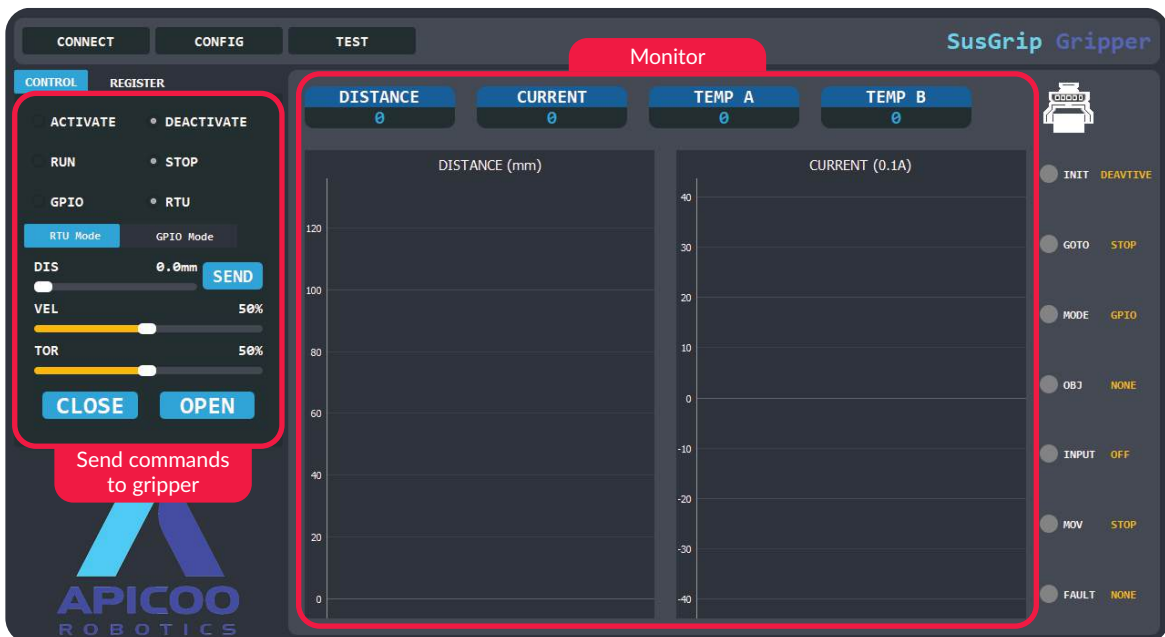 CONNECT CONFIG TEST
SusGrip Gripper
Monitor
CONTROL REGISTER
ACTIVATE DEACTIVATE
RUN STOP
GPIO RTU
RTU Mode GPIO Mode
DIS 0.0mm
SEND
VEL 50%
TOR 50%
CLOSE OPEN
Send commands
to gripper
APICOO
ROBOTICS
DISTANCE CURRENT TEMP A TEMP B
0 0 0 0
DISTANCE (mm)
120
100
80
60
40
20
0
CURRENT (0.1A)
40
30
20
10
0
-10
-20
-30
-40
INIT DEAVTIVE
GOTO STOP
MODE GPIO
OBJ NONE
INPUT OFF
MOV STOP
FAULT NONE